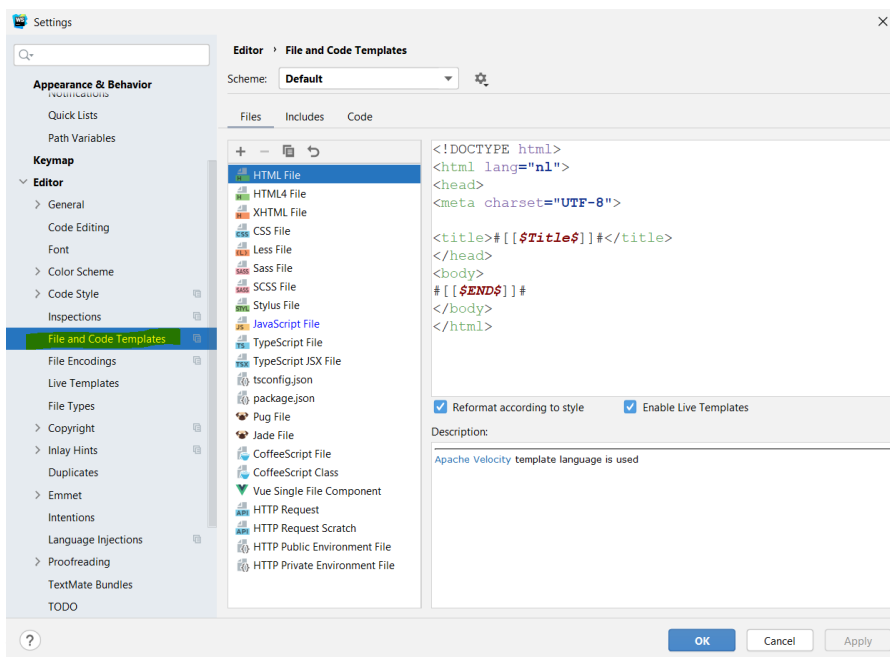 WS Settings
Editor › File and Code Templates
Scheme: Default
Files Includes Code
Appearance & Behavior
Notifications
Quick Lists
Path Variables
Keymap
Editor
General
Code Editing
Font
Color Scheme
Code Style
Inspections
File and Code Templates
File Encodings
Live Templates
File Types
Copyright
Inlay Hints
Duplicates
Emmet
Intentions
Language Injections
Proofreading
TextMate Bundles
TODO
HTML File
HTML4 File
XHTML File
CSS File
Less File
Sass File
SCSS File
Stylus File
JavaScript File
TypeScript File
TypeScript JSX File
tsconfig.json
package.json
Pug File
Jade File
CoffeeScript File
CoffeeScript Class
Vue Single File Component
HTTP Request
HTTP Request Scratch
HTTP Public Environment File
HTTP Private Environment File
<!DOCTYPE html>
<html lang="nl">
<head>
<meta charset="UTF-8">
<title>#[[$Title$]]#</title>
</head>
<body>
#[[$END$]]#
</body>
</html>
Reformat according to style Enable Live Templates
Description:
Apache Velocity template language is used
? OK Cancel Apply